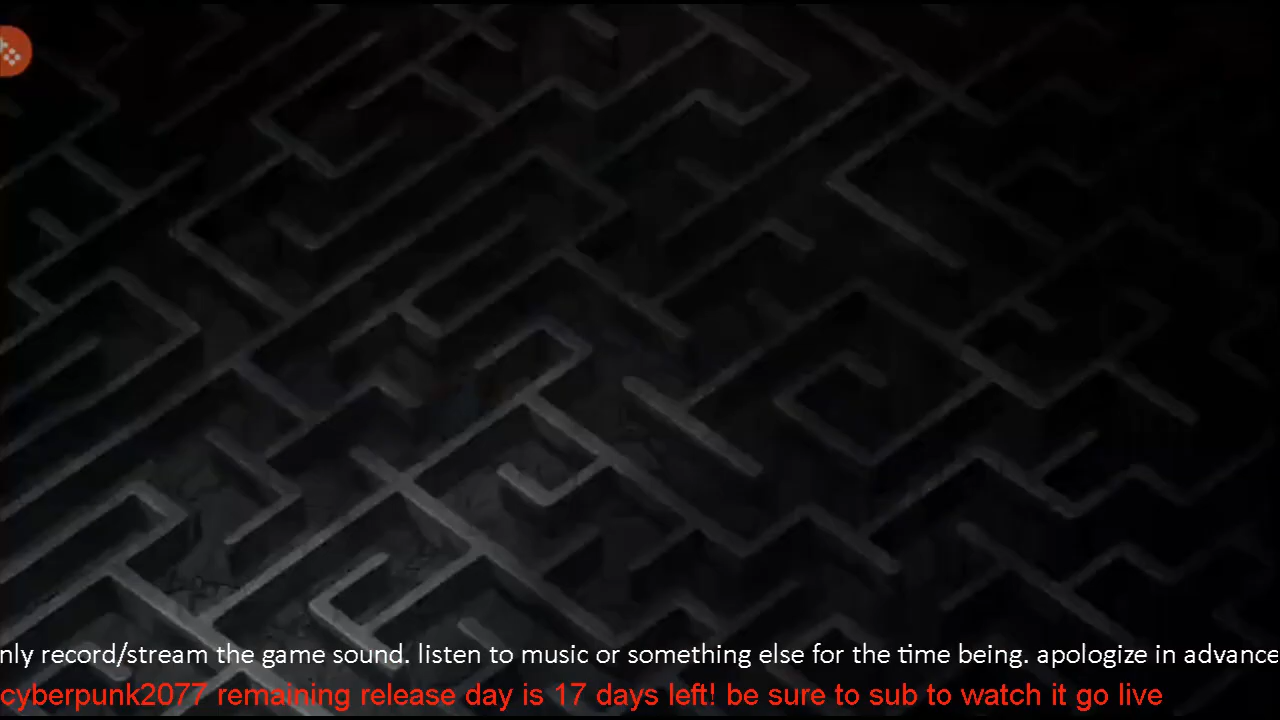 nly record/stream the game sound. listen to music or something else for the time being. apologize in advance
cyberpunk2077 remaining release day is 17 days left! be sure to sub to watch it go live